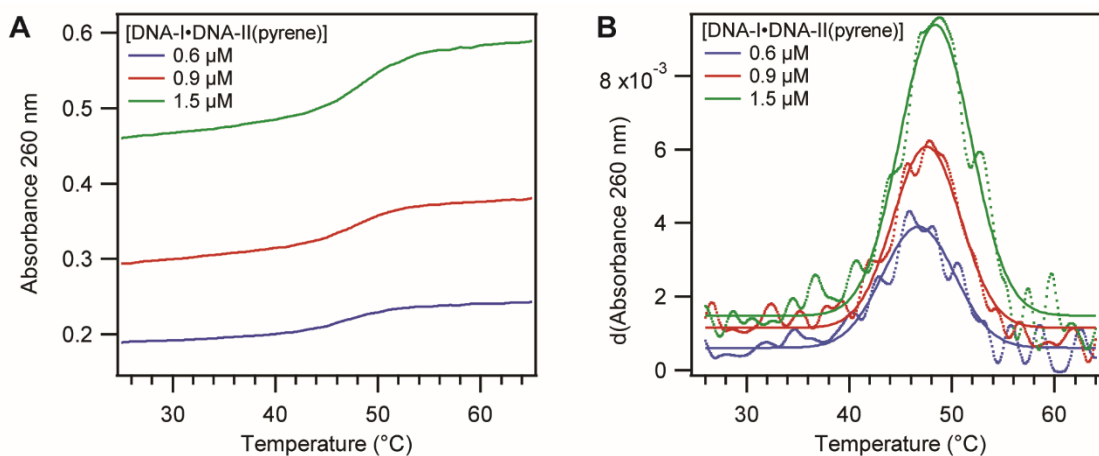 A
[DNA-I•DNA-II(pyrene)]
0.6 µM
0.9 µM
1.5 µM
0.6
0.5
0.4
0.3
0.2
Absorbance 260 nm
30 40 50 60
Temperature (°C)
B
[DNA-I•DNA-II(pyrene)]
0.6 µM
0.9 µM
1.5 µM
8 x10⁻³
6
4
2
0
d(Absorbance 260 nm)
30 40 50 60
Temperature (°C)